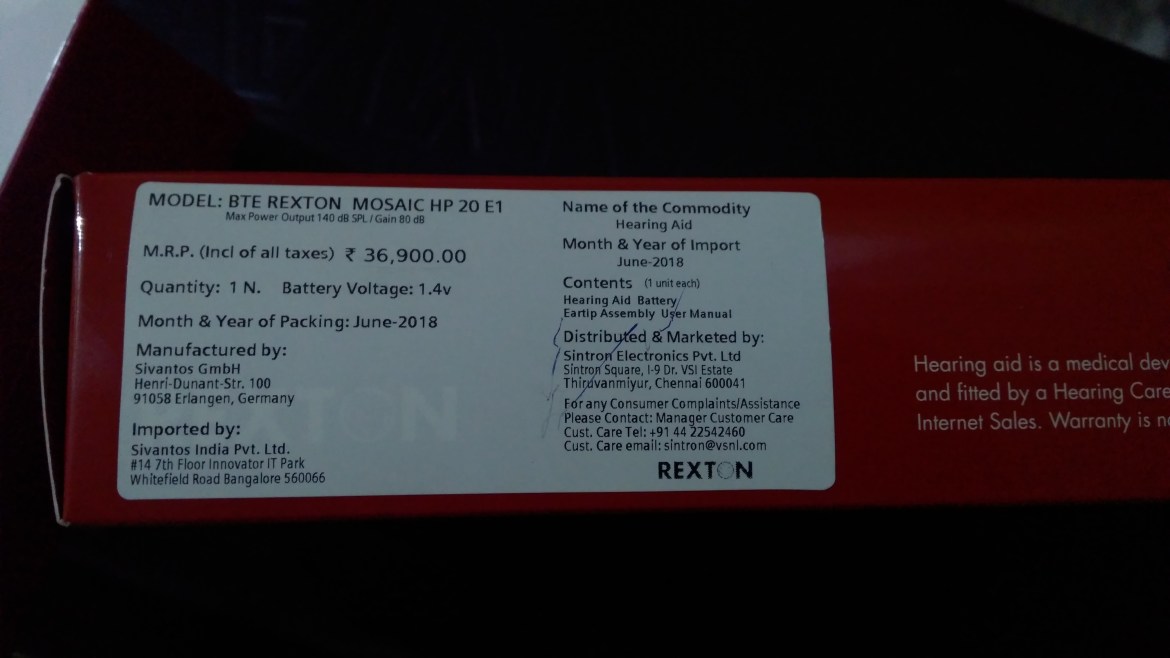 MODEL: BTE REXTON MOSAIC HP 20 E1
Max Power Output 140 dB SPL / Gain 80 dB
M.R.P. (Incl of all taxes) ₹ 36,900.00
Quantity: 1 N. Battery Voltage: 1.4v
Month & Year of Packing: June-2018
Manufactured by:
Sivantos GmbH
Henri-Dunant-Str. 100
91058 Erlangen, Germany
Imported by:
Sivantos India Pvt. Ltd.
#14 7th Floor Innovator IT Park
Whitefield Road Bangalore 560066
Name of the Commodity
Hearing Aid
Month & Year of Import
June-2018
Contents (1 unit each)
Hearing Aid Battery
Eartip Assembly User Manual
Distributed & Marketed by:
Sintron Electronics Pvt. Ltd
Sintron Square, I-9 Dr. VSI Estate
Thiruvanmiyur, Chennai 600041
For any Consumer Complaints/Assistance
Please Contact: Manager Customer Care
Cust. Care Tel: +91 44 22542460
Cust. Care email: sintron@vsnl.com
REXTON
Hearing aid is a medical dev
and fitted by a Hearing Care
Internet Sales. Warranty is